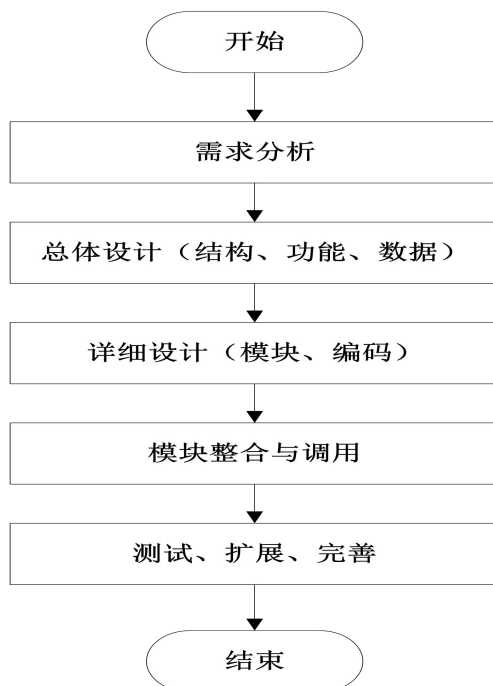 开始
需求分析
总体设计（结构、功能、数据）
详细设计（模块、编码）
模块整合与调用
测试、扩展、完善
结束